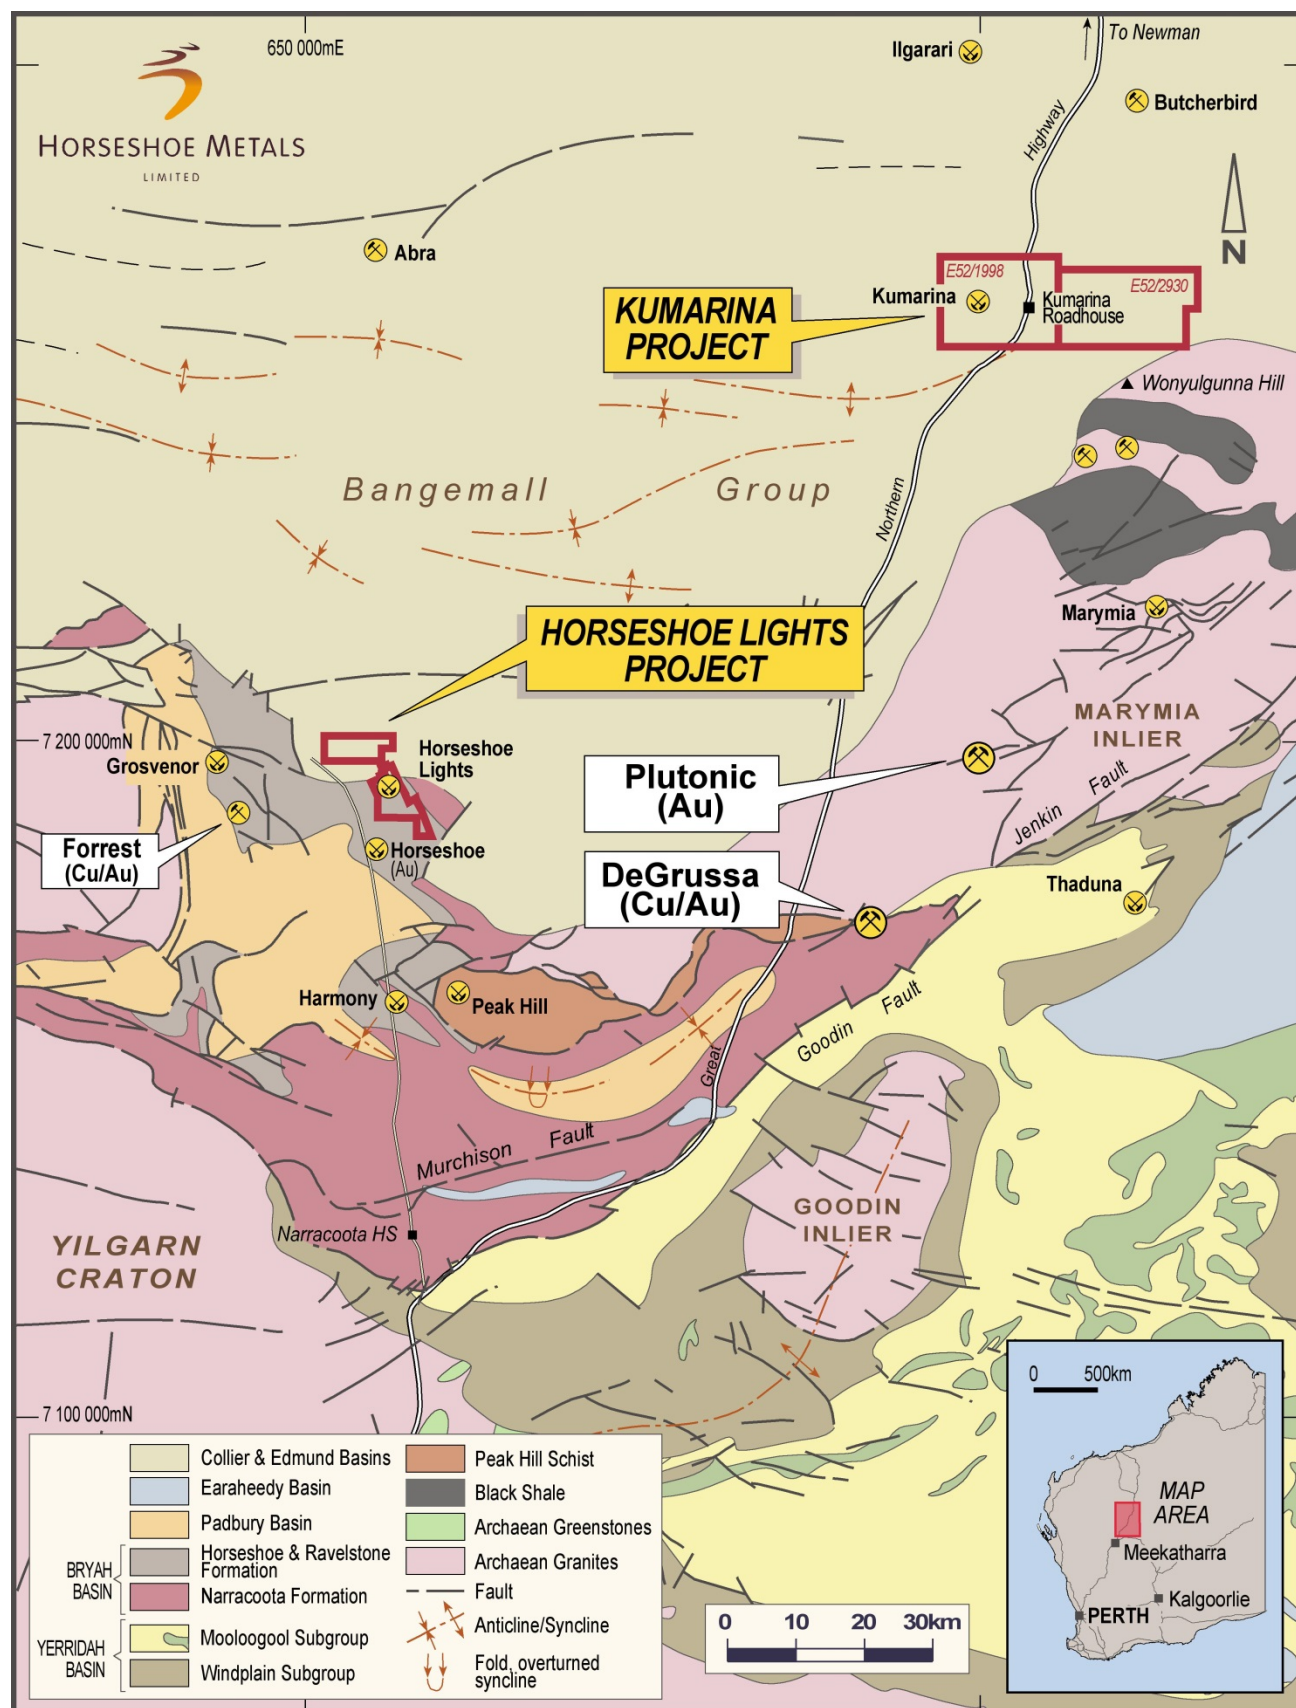 650 000mE
To Newman
Ilgarari
Butcherbird
HORSESHOE METALS
LIMITED
Highway
N
Abra
E52/1998
E52/2930
Kumarina
Kumarina
Roadhouse
KUMARINA
PROJECT
Wonyulgunna Hill
Bangemall Group
Northern
Marymia
HORSESHOE LIGHTS
PROJECT
MARYMIA
INLIER
7 200 000mN
Grosvenor
Horseshoe
Lights
Plutonic
(Au)
Jenkin Fault
Forrest
(Cu/Au)
Horseshoe
(Au)
DeGrussa
(Cu/Au)
Thaduna
Harmony
Peak Hill
Goodin Fault
Great
Murchison Fault
GOODIN
INLIER
Narracoota HS
YILGARN
CRATON
7 100 000mN
Collier & Edmund Basins
Earaheedy Basin
Padbury Basin
BRYAH
BASIN
Horseshoe & Ravelstone
Formation
Narracoota Formation
YERRIDAH
BASIN
Mooloogool Subgroup
Windplain Subgroup
Peak Hill Schist
Black Shale
Archaean Greenstones
Archaean Granites
Fault
Anticline/Syncline
Fold, overturned
syncline
0 10 20 30km
0 500km
MAP
AREA
Meekatharra
Kalgoorlie
PERTH